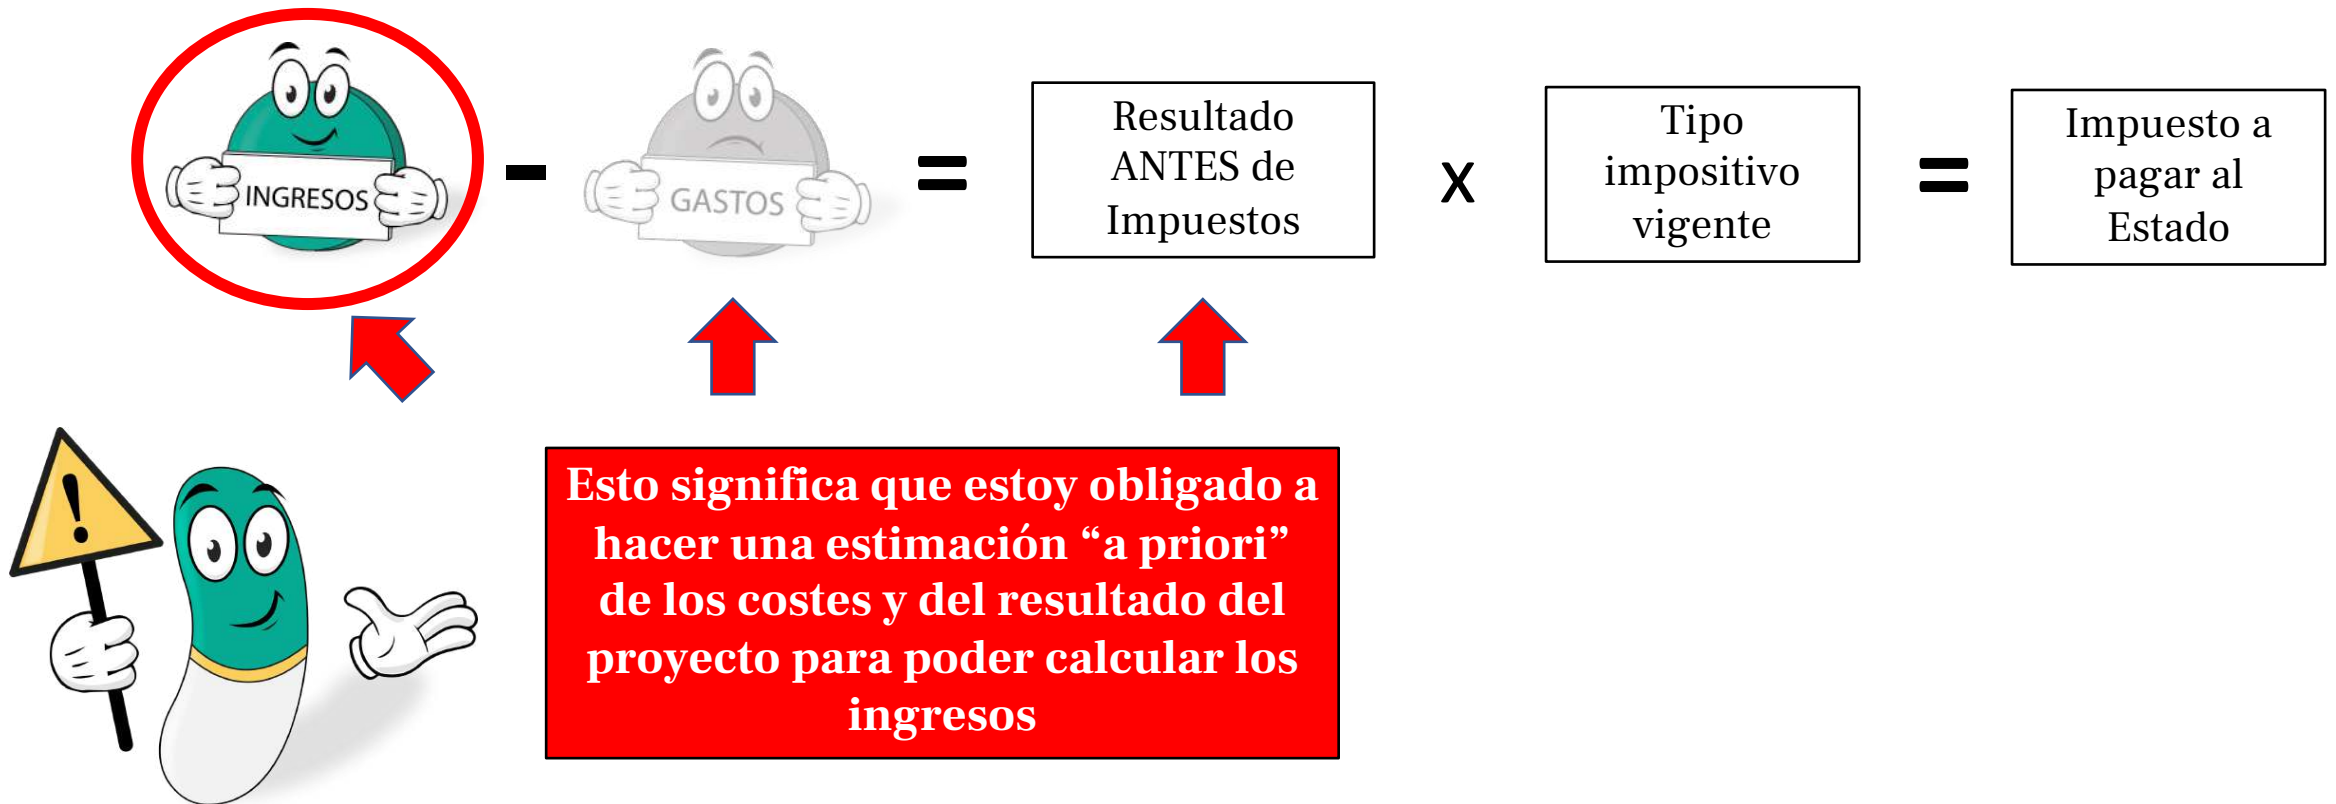 INGRESOS
-
GASTOS
=
Resultado
ANTES de
Impuestos
x
Tipo
impositivo
vigente
=
Impuesto a
pagar al
Estado
!
Esto significa que estoy obligado a
hacer una estimación “a priori”
de los costes y del resultado del
proyecto para poder calcular los
ingresos